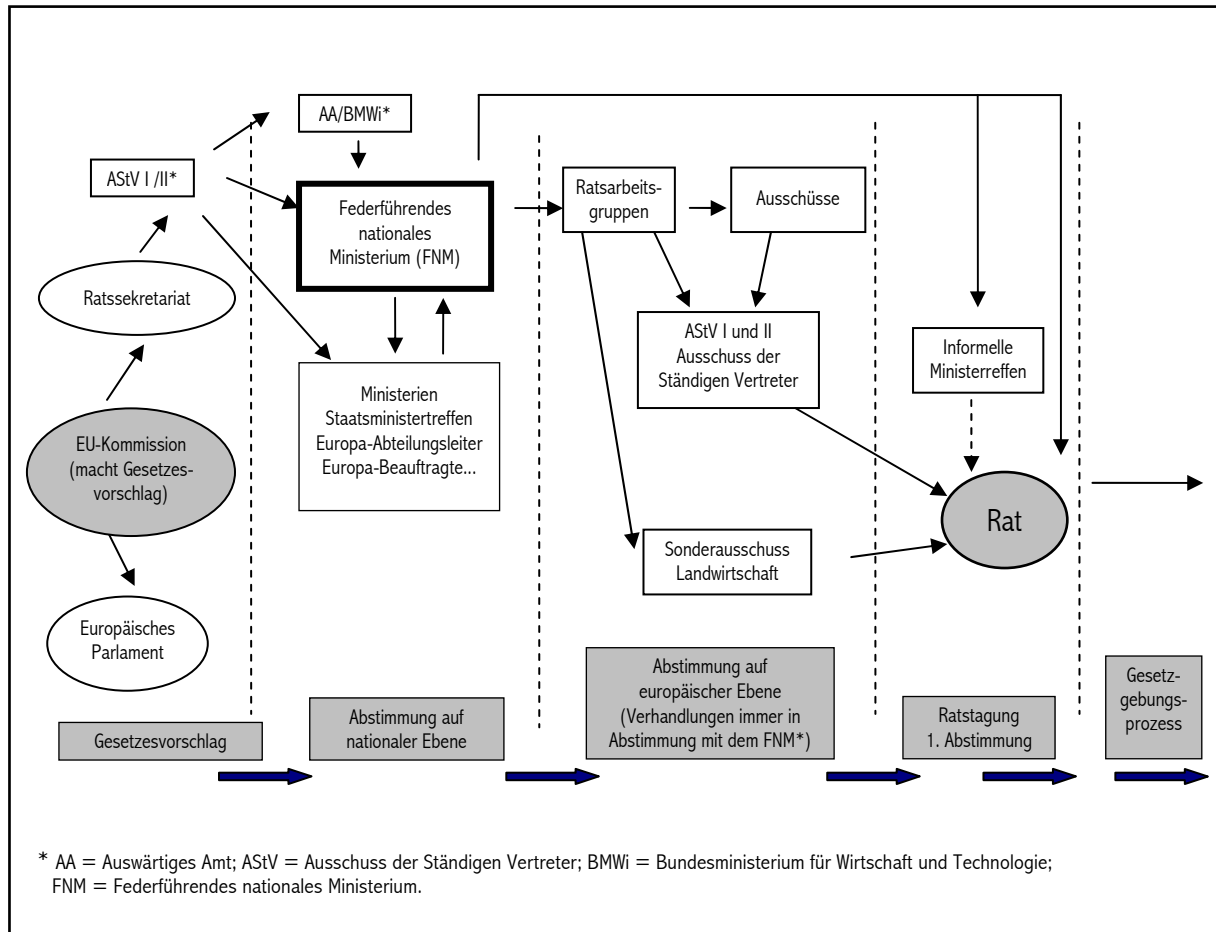 AA/BMWi*
AStV I /II*
Federführendes
nationales
Ministerium (FNM)
Ratssekretariat
EU-Kommission
(macht Gesetzes-
vorschlag)
Europäisches
Parlament
Ministerien
Staatsministertreffen
Europa-Abteilungsleiter
Europa-Beauftragte...
Ratsarbeits-
gruppen
Ausschüsse
AStV I und II
Ausschuss der
Ständigen Vertreter
Sonderausschuss
Landwirtschaft
Informelle
Ministerreffen
Rat
Gesetzesvorschlag
Abstimmung auf
nationaler Ebene
Abstimmung auf
europäischer Ebene
(Verhandlungen immer in
Abstimmung mit dem FNM*)
Ratstagung
1. Abstimmung
Gesetz-
gebungs-
prozess
* AA = Auswärtiges Amt; AStV = Ausschuss der Ständigen Vertreter; BMWi = Bundesministerium für Wirtschaft und Technologie;
FNM = Federführendes nationales Ministerium.